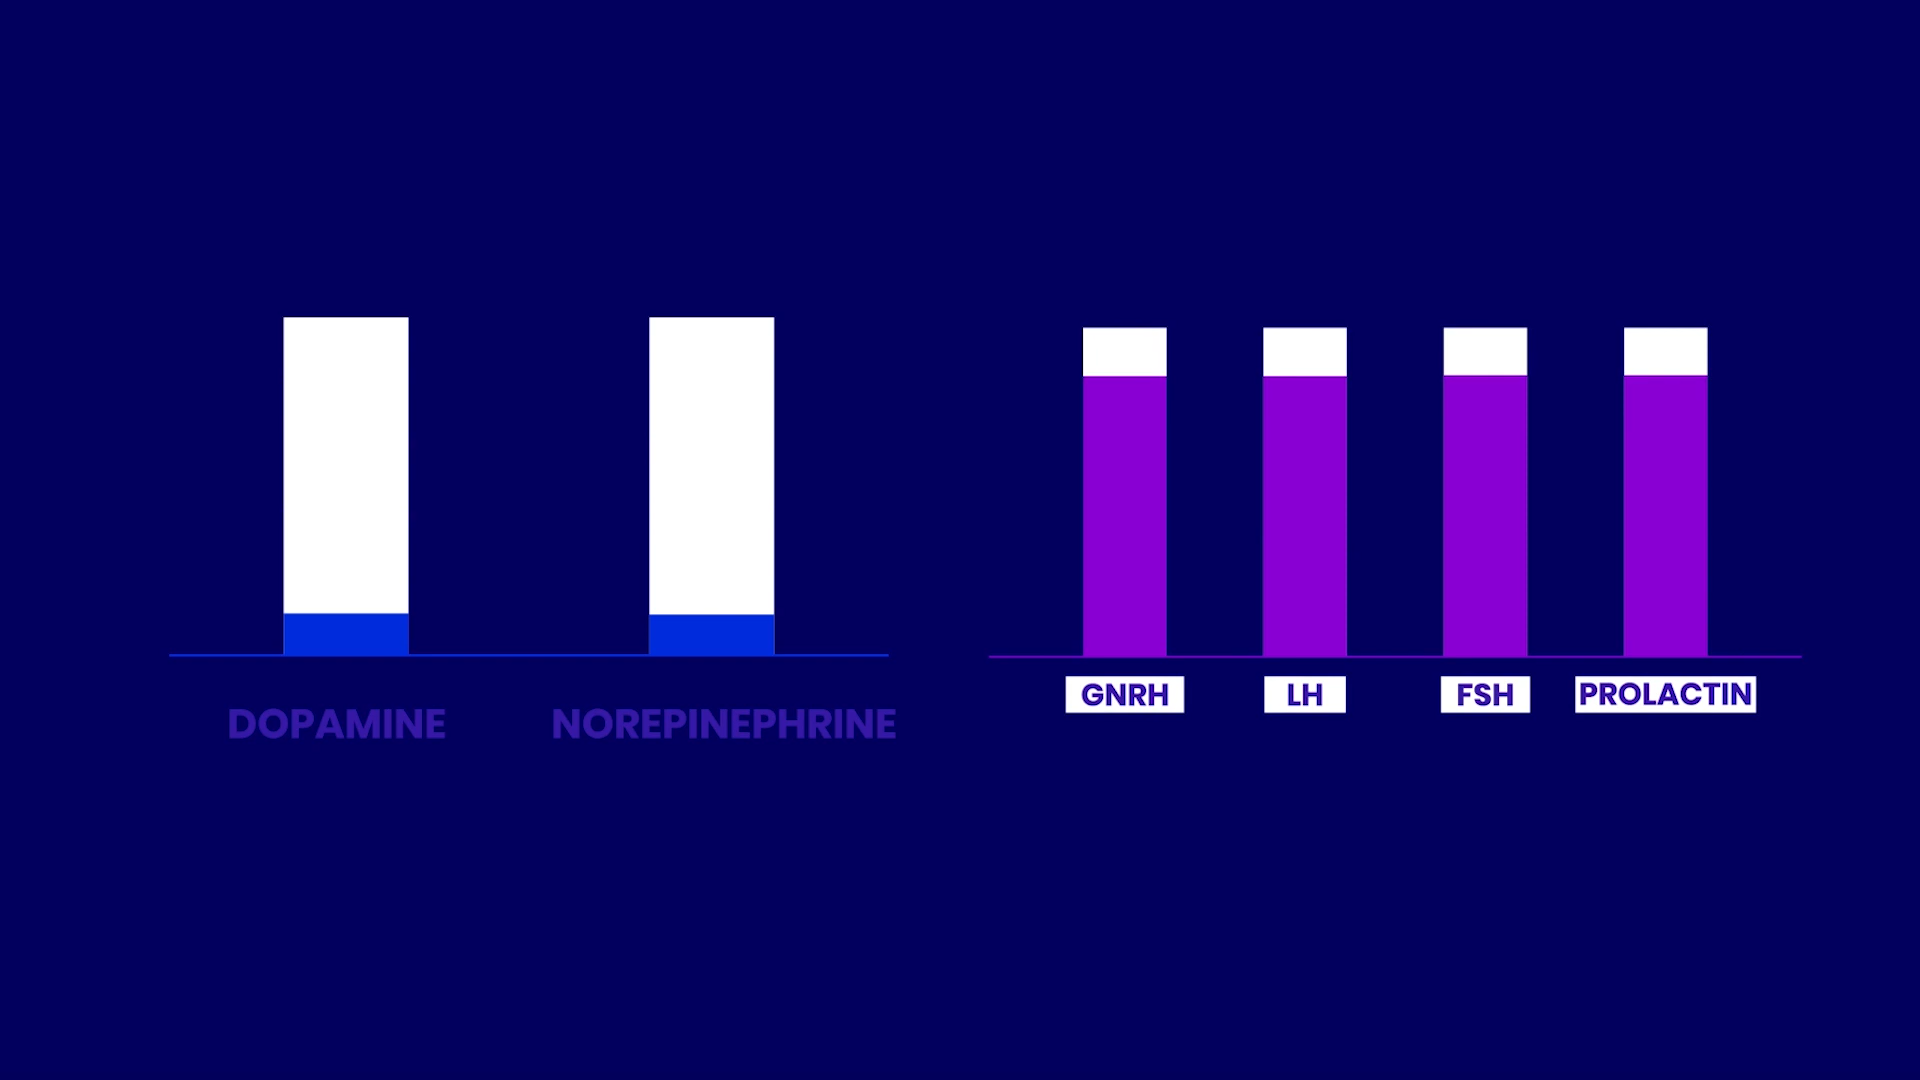 DOPAMINE
NOREPINEPHRINE
GNRH
LH
FSH
PROLACTIN